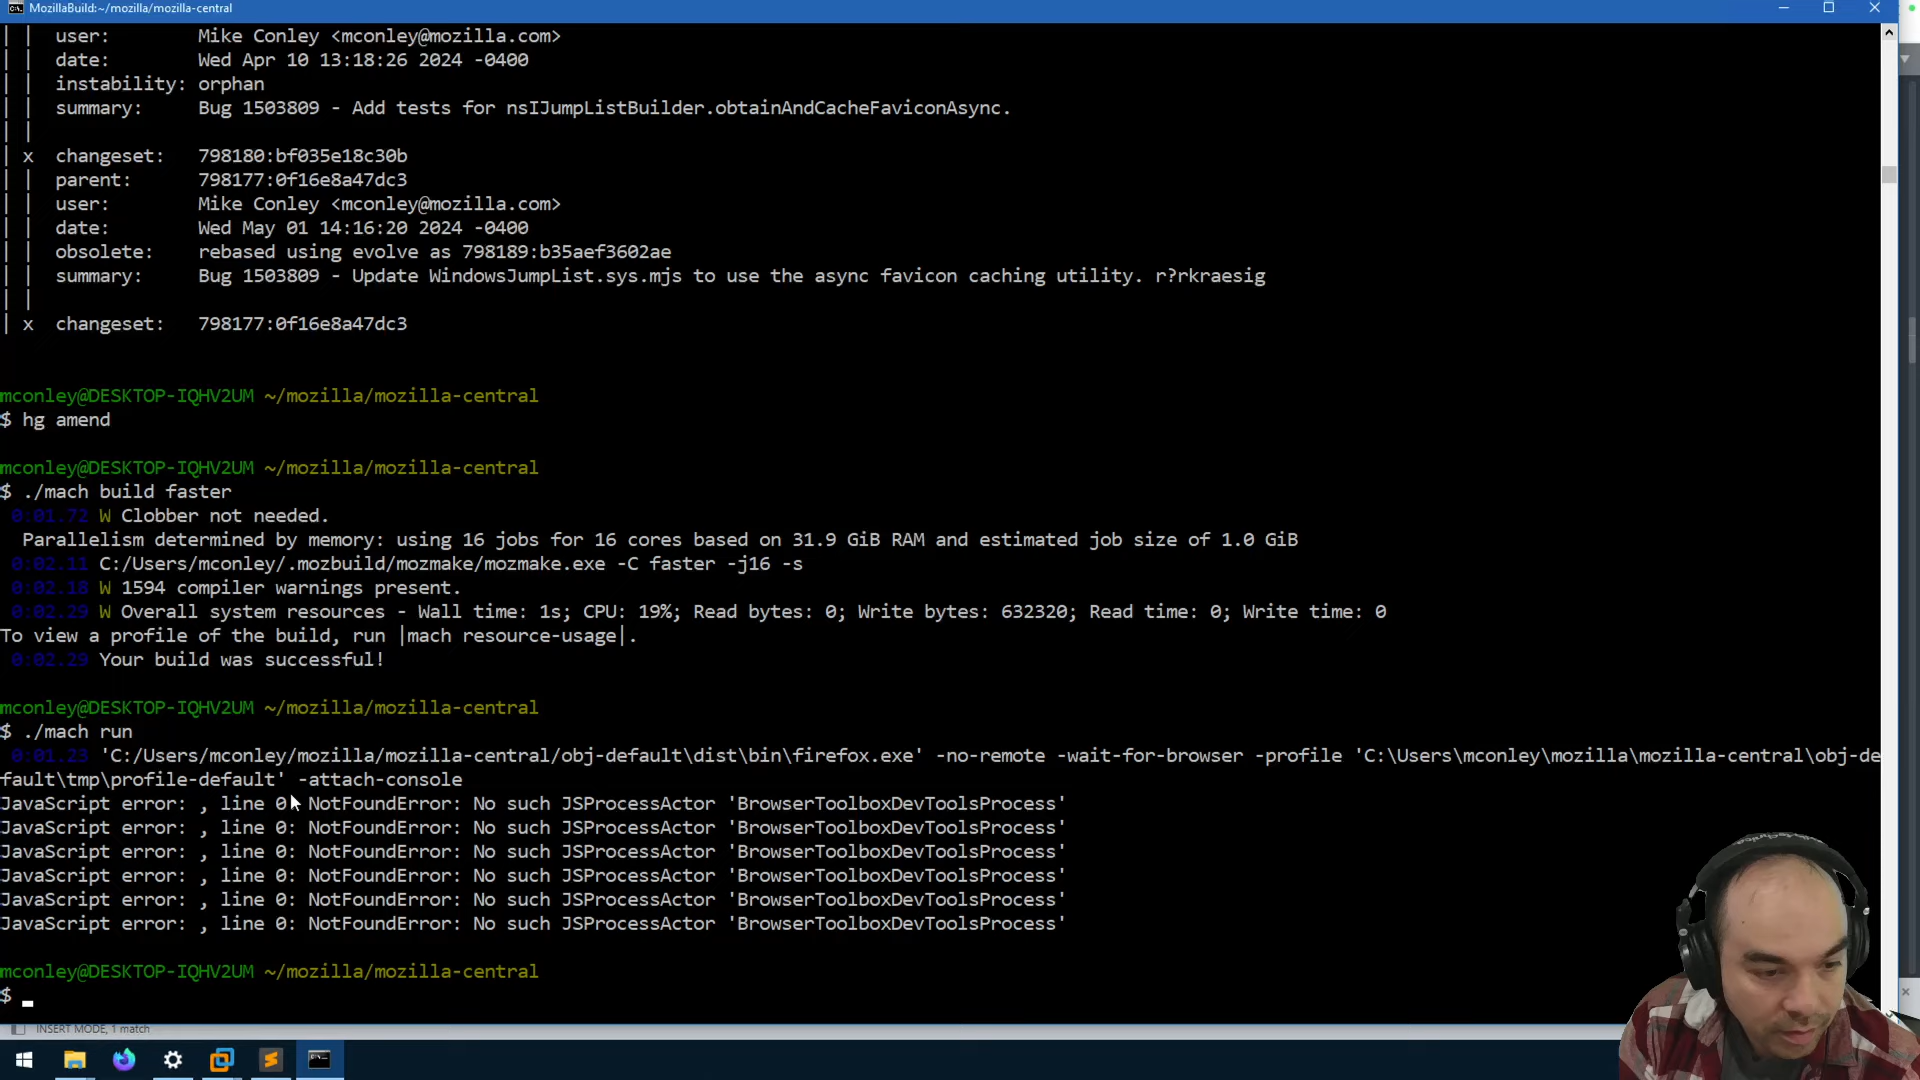 MozillaBuild:~/mozilla/mozilla-central
| | user: Mike Conley <mconley@mozilla.com>
| | date: Wed Apr 10 13:18:26 2024 -0400
| | instability: orphan
| | summary: Bug 1503809 - Add tests for nsIJumpListBuilder.obtainAndCacheFaviconAsync.
| |
| x changeset: 798180:bf035e18c30b
| | parent: 798177:0f16e8a47dc3
| | user: Mike Conley <mconley@mozilla.com>
| | date: Wed May 01 14:16:20 2024 -0400
| | obsolete: rebased using evolve as 798189:b35aef3602ae
| | summary: Bug 1503809 - Update WindowsJumpList.sys.mjs to use the async favicon caching utility. r?rkraesig
| |
| x changeset: 798177:0f16e8a47dc3
mconley@DESKTOP-IQHV2UM ~/mozilla/mozilla-central
$ hg amend
mconley@DESKTOP-IQHV2UM ~/mozilla/mozilla-central
$ ./mach build faster
0:01.72 W Clobber not needed.
Parallelism determined by memory: using 16 jobs for 16 cores based on 31.9 GiB RAM and estimated job size of 1.0 GiB
0:02.11 C:/Users/mconley/.mozbuild/mozmake/mozmake.exe -C faster -j16 -s
0:02.18 W 1594 compiler warnings present.
0:02.29 W Overall system resources - Wall time: 1s; CPU: 19%; Read bytes: 0; Write bytes: 632320; Read time: 0; Write time: 0
To view a profile of the build, run |mach resource-usage|.
0:02.29 Your build was successful!
mconley@DESKTOP-IQHV2UM ~/mozilla/mozilla-central
$ ./mach run
0:01.23 'C:/Users/mconley/mozilla/mozilla-central/obj-default\dist\bin\firefox.exe' -no-remote -wait-for-browser -profile 'C:\Users\mconley\mozilla\mozilla-central\obj-de
fault\tmp\profile-default' -attach-console
JavaScript error: , line 0: NotFoundError: No such JSProcessActor 'BrowserToolboxDevToolsProcess'
JavaScript error: , line 0: NotFoundError: No such JSProcessActor 'BrowserToolboxDevToolsProcess'
JavaScript error: , line 0: NotFoundError: No such JSProcessActor 'BrowserToolboxDevToolsProcess'
JavaScript error: , line 0: NotFoundError: No such JSProcessActor 'BrowserToolboxDevToolsProcess'
JavaScript error: , line 0: NotFoundError: No such JSProcessActor 'BrowserToolboxDevToolsProcess'
JavaScript error: , line 0: NotFoundError: No such JSProcessActor 'BrowserToolboxDevToolsProcess'
mconley@DESKTOP-IQHV2UM ~/mozilla/mozilla-central
$
INSERT MODE, 1 match